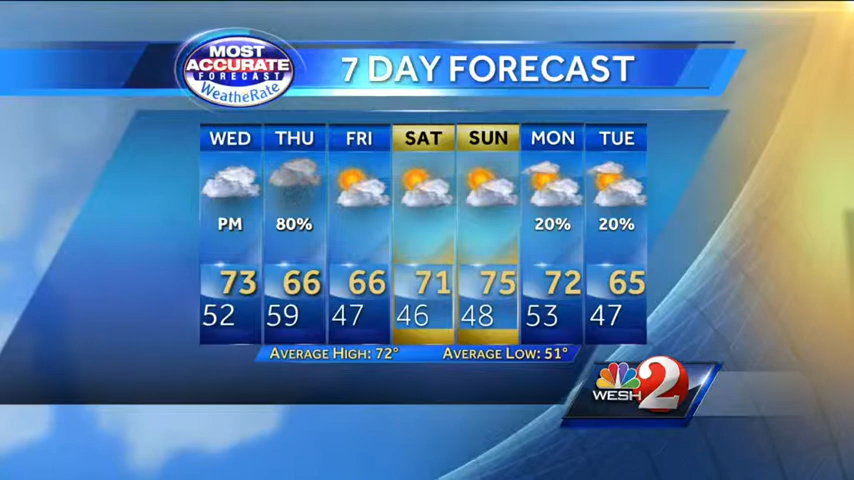 MOST
ACCURATE
FORECAST
WeatheRate
7 DAY FORECAST
WED THU FRI SAT SUN MON TUE
PM 80% 20% 20%
73 66 66 71 75 72 65
52 59 47 46 48 53 47
AVERAGE HIGH: 72° AVERAGE LOW: 51°
WESH 2